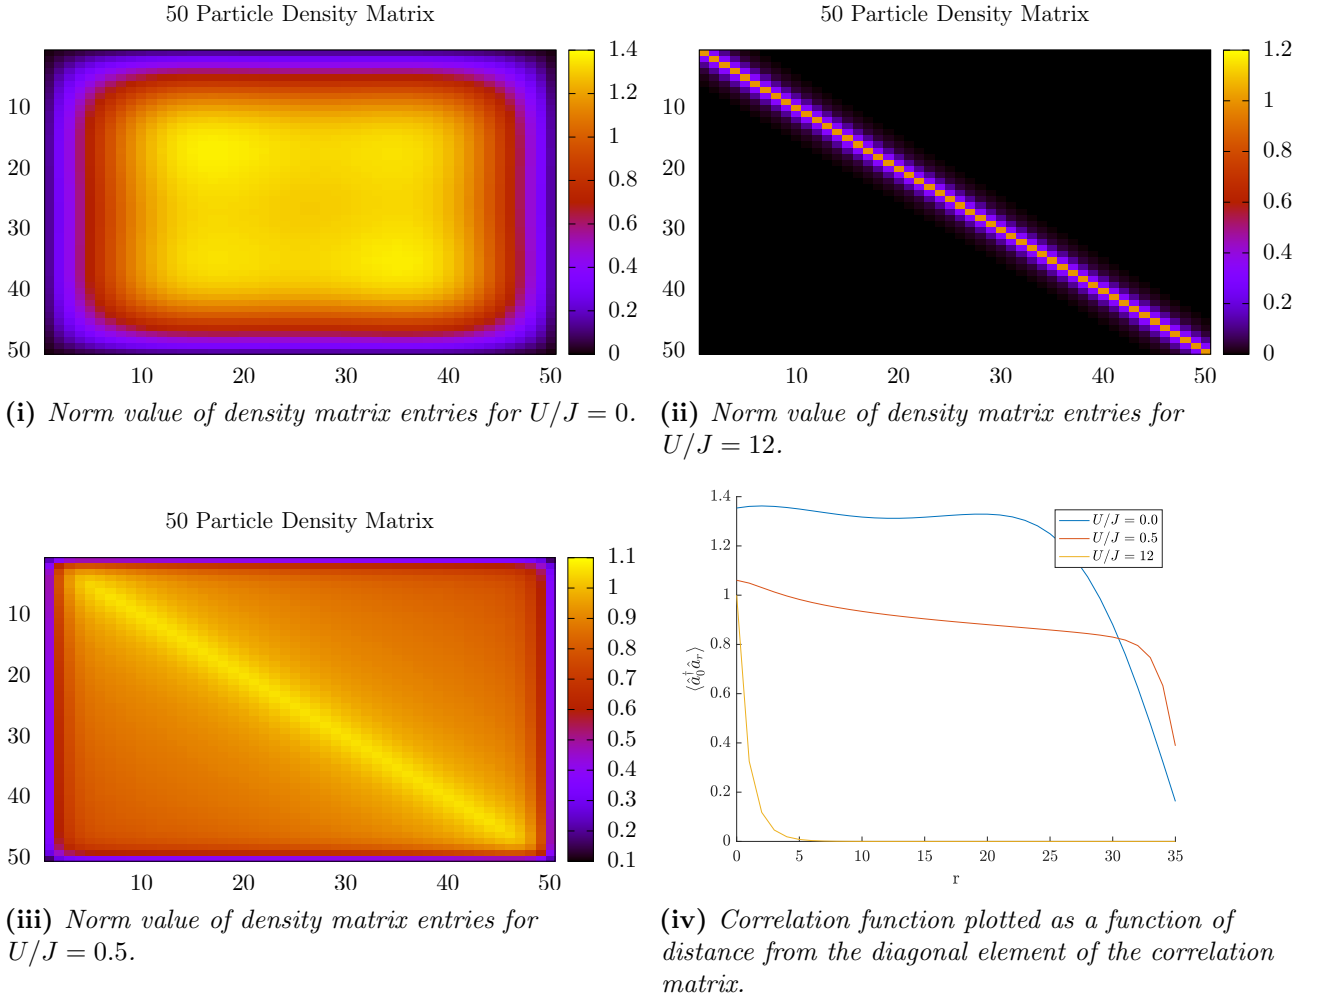 50 Particle Density Matrix
1.4
1.2
1
0.8
0.6
0.4
0.2
0
10
20
30
40
50
10 20 30 40 50
(i) Norm value of density matrix entries for U/J = 0.
50 Particle Density Matrix
1.2
1
0.8
0.6
0.4
0.2
0
10
20
30
40
50
10 20 30 40 50
(ii) Norm value of density matrix entries for
U/J = 12.
50 Particle Density Matrix
1.1
1
0.9
0.8
0.7
0.6
0.5
0.4
0.3
0.2
0.1
10
20
30
40
50
10 20 30 40 50
(iii) Norm value of density matrix entries for
U/J = 0.5.
1.4
1.2
1
0.8
0.6
0.4
0.2
0
⟨â₀†âᵣ⟩
U/J = 0.0
U/J = 0.5
U/J = 12
0 5 10 15 20 25 30 35
r
(iv) Correlation function plotted as a function of
distance from the diagonal element of the correlation
matrix.